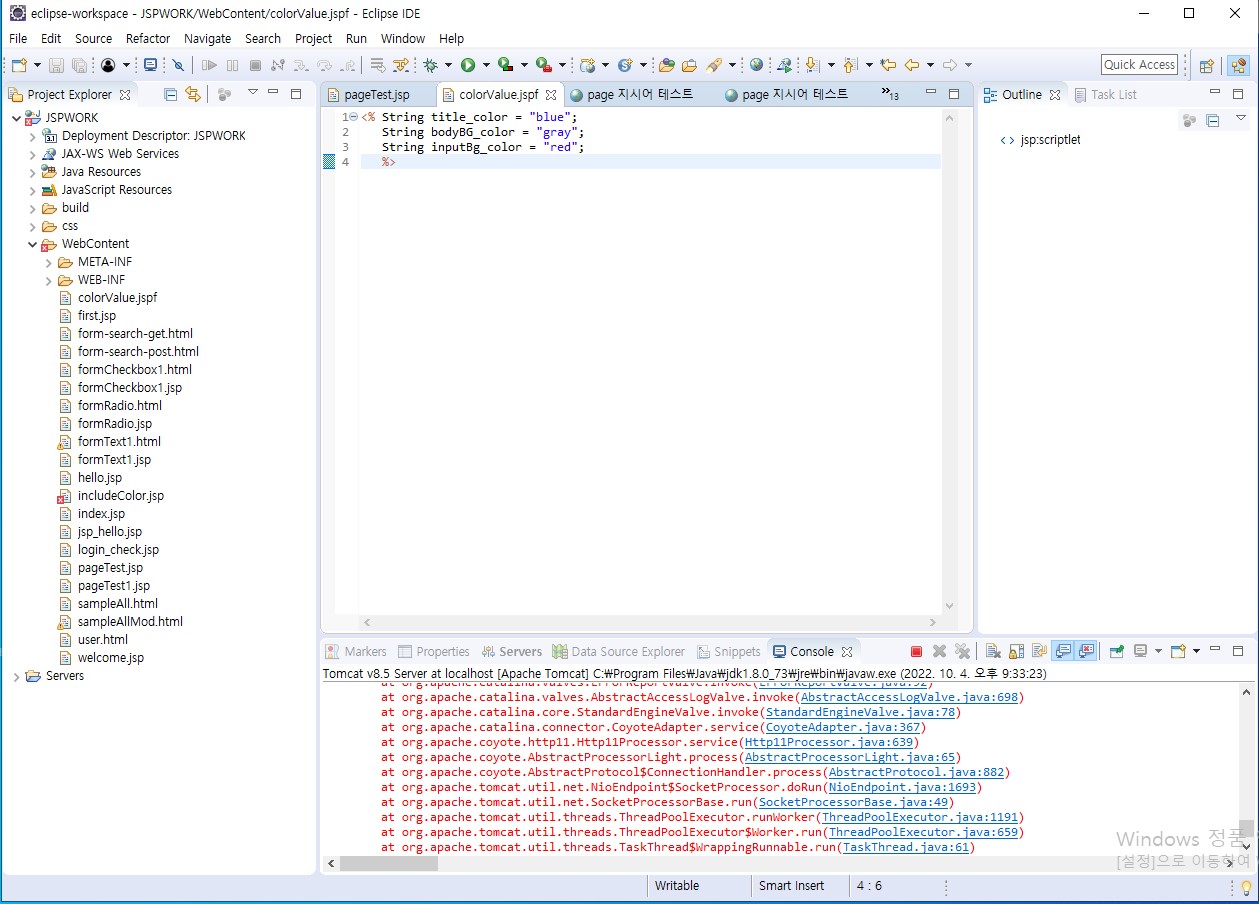 eclipse-workspace - JSPWORK/WebContent/colorValue.jspf - Eclipse IDE
File Edit Source Refactor Navigate Search Project Run Window Help
Quick Access
Project Explorer
JSPWORK
Deployment Descriptor: JSPWORK
JAX-WS Web Services
Java Resources
JavaScript Resources
build
css
WebContent
META-INF
WEB-INF
colorValue.jspf
first.jsp
form-search-get.html
form-search-post.html
formCheckbox1.html
formCheckbox1.jsp
formRadio.html
formRadio.jsp
formText1.html
formText1.jsp
hello.jsp
includeColor.jsp
index.jsp
jsp_hello.jsp
login_check.jsp
pageTest.jsp
pageTest1.jsp
sampleAll.html
sampleAllMod.html
user.html
welcome.jsp
Servers
pageTest.jsp colorValue.jspf page 지시어 테스트 page 지시어 테스트 »13
1 <% String title_color = "blue";
2 String bodyBG_color = "gray";
3 String inputBg_color = "red";
4 %>
Outline Task List
<> jsp:scriptlet
Markers Properties Servers Data Source Explorer Snippets Console
Tomcat v8.5 Server at localhost [Apache Tomcat] C:₩Program Files₩Java₩jdk1.8.0_73₩jre₩bin₩javaw.exe (2022. 10. 4. 오후 9:33:23)
at org.apache.catalina.valves.ErrorReportValve.invoke(ErrorReportValve.java:92)
at org.apache.catalina.valves.AbstractAccessLogValve.invoke(AbstractAccessLogValve.java:698)
at org.apache.catalina.core.StandardEngineValve.invoke(StandardEngineValve.java:78)
at org.apache.catalina.connector.CoyoteAdapter.service(CoyoteAdapter.java:367)
at org.apache.coyote.http11.Http11Processor.service(Http11Processor.java:639)
at org.apache.coyote.AbstractProcessorLight.process(AbstractProcessorLight.java:65)
at org.apache.coyote.AbstractProtocol$ConnectionHandler.process(AbstractProtocol.java:882)
at org.apache.tomcat.util.net.NioEndpoint$SocketProcessor.doRun(NioEndpoint.java:1693)
at org.apache.tomcat.util.net.SocketProcessorBase.run(SocketProcessorBase.java:49)
at org.apache.tomcat.util.threads.ThreadPoolExecutor.runWorker(ThreadPoolExecutor.java:1191)
at org.apache.tomcat.util.threads.ThreadPoolExecutor$Worker.run(ThreadPoolExecutor.java:659)
at org.apache.tomcat.util.threads.TaskThread$WrappingRunnable.run(TaskThread.java:61)
Windows 정품
[설정]으로 이동하여
Writable Smart Insert 4 : 6